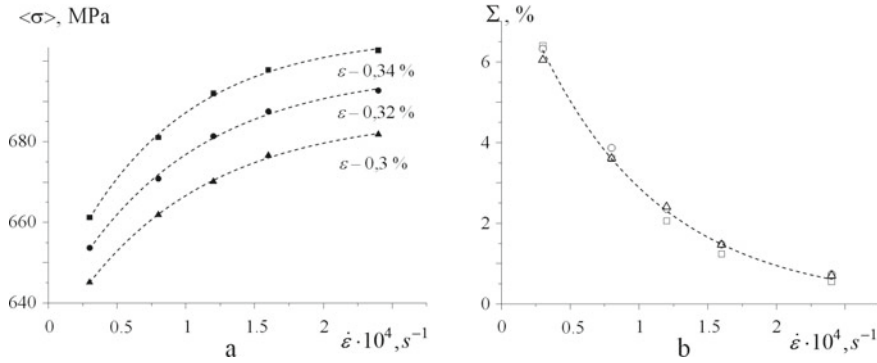 <σ>, MPa
ε – 0,34 %
ε – 0,32 %
ε – 0,3 %
680
660
640
0 0.5 1 1.5 2
ε̇·10⁴, s⁻¹
a
Σ, %
6
4
2
0
0 0.5 1 1.5 2
ε̇·10⁴, s⁻¹
b